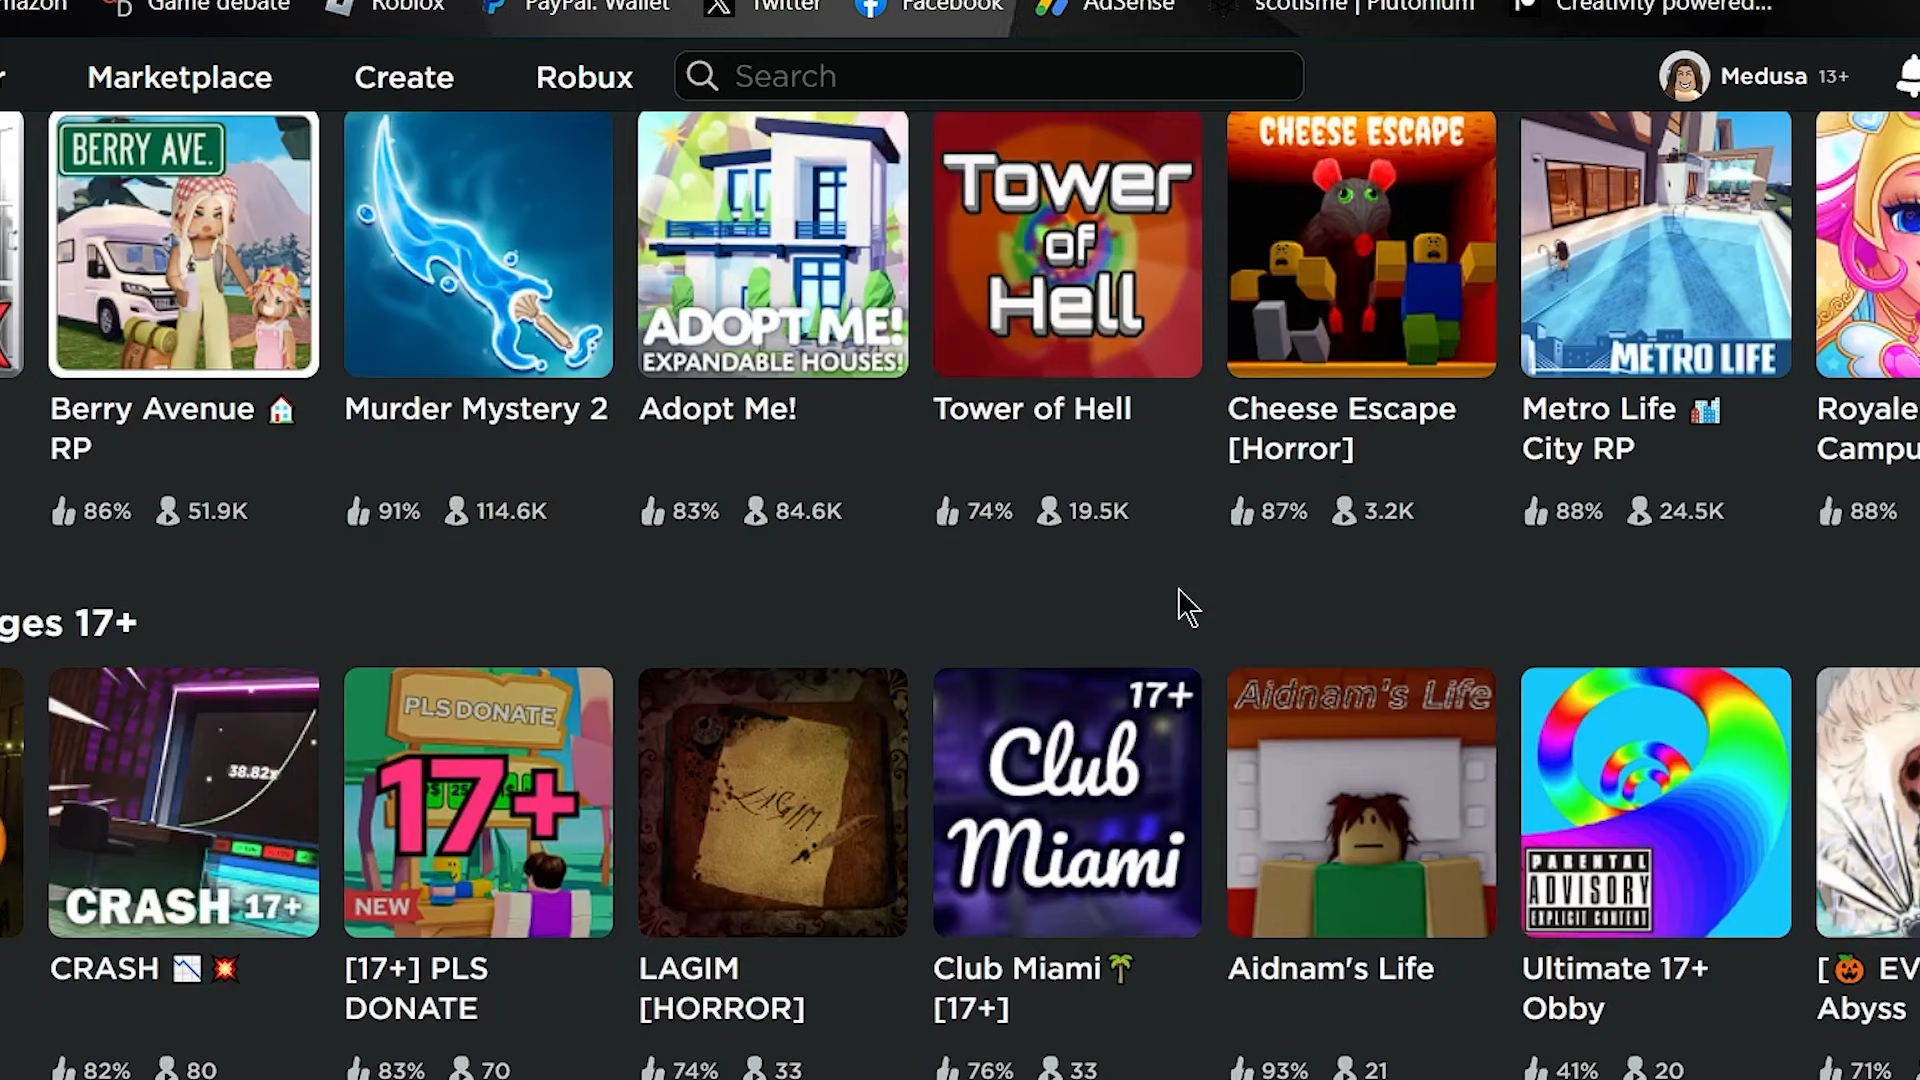 Game debate
Roblox
PayPal: Wallet
Twitter
Facebook
AdSense
scotisme | Plutonium
Creativity powered...
Marketplace
Create
Robux
Search
Medusa 13+
BERRY AVE.
ADOPT ME!
EXPANDABLE HOUSES!
Tower
of
Hell
CHEESE ESCAPE
METRO LIFE
Berry Avenue
RP
Murder Mystery 2
Adopt Me!
Tower of Hell
Cheese Escape
[Horror]
Metro Life
City RP
Royale
Campu
86% 51.9K
91% 114.6K
83% 84.6K
74% 19.5K
87% 3.2K
88% 24.5K
88%
ges 17+
38.82x
CRASH 17+
PLS DONATE
17+
NEW
LAGIM
17+
Club
Miami
Aidnam's Life
PARENTAL
ADVISORY
EXPLICIT CONTENT
CRASH
[17+] PLS
DONATE
LAGIM
[HORROR]
Club Miami
[17+]
Aidnam's Life
Ultimate 17+
Obby
[🎃 EV
Abyss
82% 80
83% 70
74% 33
76% 33
93% 21
41% 20
71%